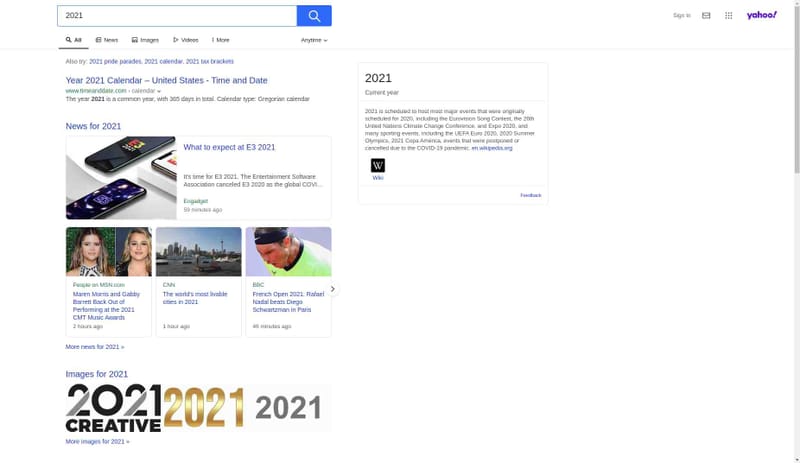 2021
Sign in
yahoo!
All
News
Images
Videos
More
Anytime
Also try: 2021 pride parades, 2021 calendar, 2021 tax brackets
Year 2021 Calendar – United States - Time and Date
www.timeanddate.com › calendar
The year 2021 is a common year, with 365 days in total. Calendar type: Gregorian calendar
News for 2021
What to expect at E3 2021
It's time for E3 2021. The Entertainment Software
Association canceled E3 2020 as the global COVI...
Engadget
59 minutes ago
People on MSN.com
Maren Morris and Gabby
Barrett Back Out of
Performing at the 2021
CMT Music Awards
2 hours ago
CNN
The world's most livable
cities in 2021
1 hour ago
BBC
French Open 2021: Rafael
Nadal beats Diego
Schwartzman in Paris
46 minutes ago
More news for 2021 »
Images for 2021
2021
CREATIVE
2021
2021
More images for 2021 »
2021
Current year
2021 is scheduled to host most major events that were originally
scheduled for 2020, including the Eurovision Song Contest, the 26th
United Nations Climate Change Conference, and Expo 2020, and
many sporting events, including the UEFA Euro 2020, 2020 Summer
Olympics, 2021 Copa América, events that were postponed or
cancelled due to the COVID-19 pandemic. en.wikipedia.org
W
Wiki
Feedback